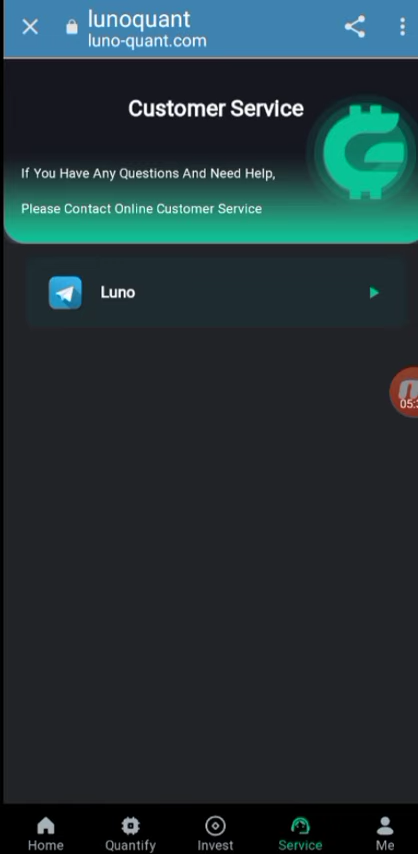 lunoquant
luno-quant.com
Customer Service
If You Have Any Questions And Need Help,
Please Contact Online Customer Service
Luno
05:
Home
Quantify
Invest
Service
Me